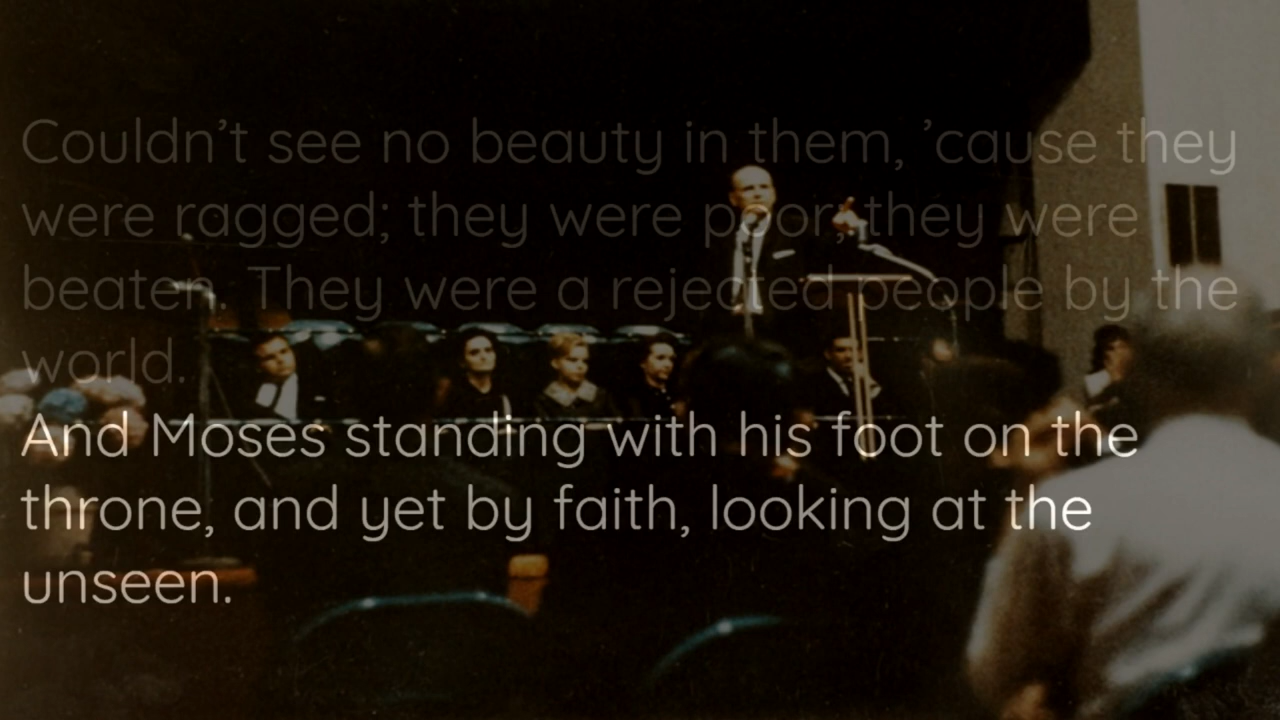 Couldn’t see no beauty in them, ’cause they
were ragged; they were poor; they were
beaten. They were a rejected people by the
world.
And Moses standing with his foot on the
throne, and yet by faith, looking at the
unseen.